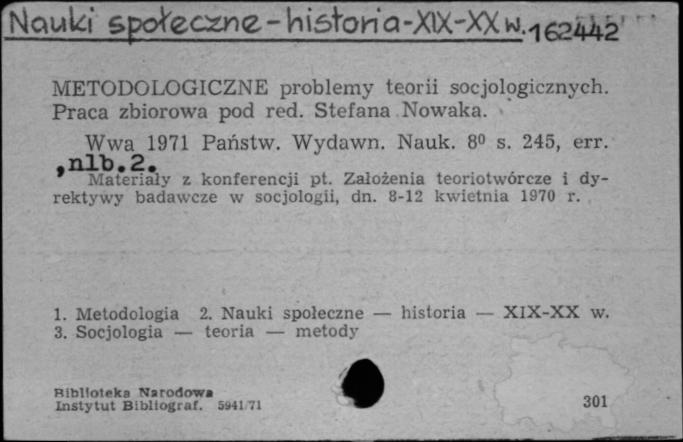 Nauki społeczne - historia - XIX-XX w. 162442
METODOLOGICZNE problemy teorii socjologicznych.
Praca zbiorowa pod red. Stefana Nowaka.
Wwa 1971 Państw. Wydawn. Nauk. 8⁰ s. 245, err.
,nlb.2.
Materiały z konferencji pt. Założenia teoriotwórcze i dy-
rektywy badawcze w socjologii, dn. 8-12 kwietnia 1970 r.
1. Metodologia 2. Nauki społeczne — historia — XIX-XX w.
3. Socjologia — teoria — metody
Biblioteka Narodowa
Instytut Bibliograf. 5941/71
301